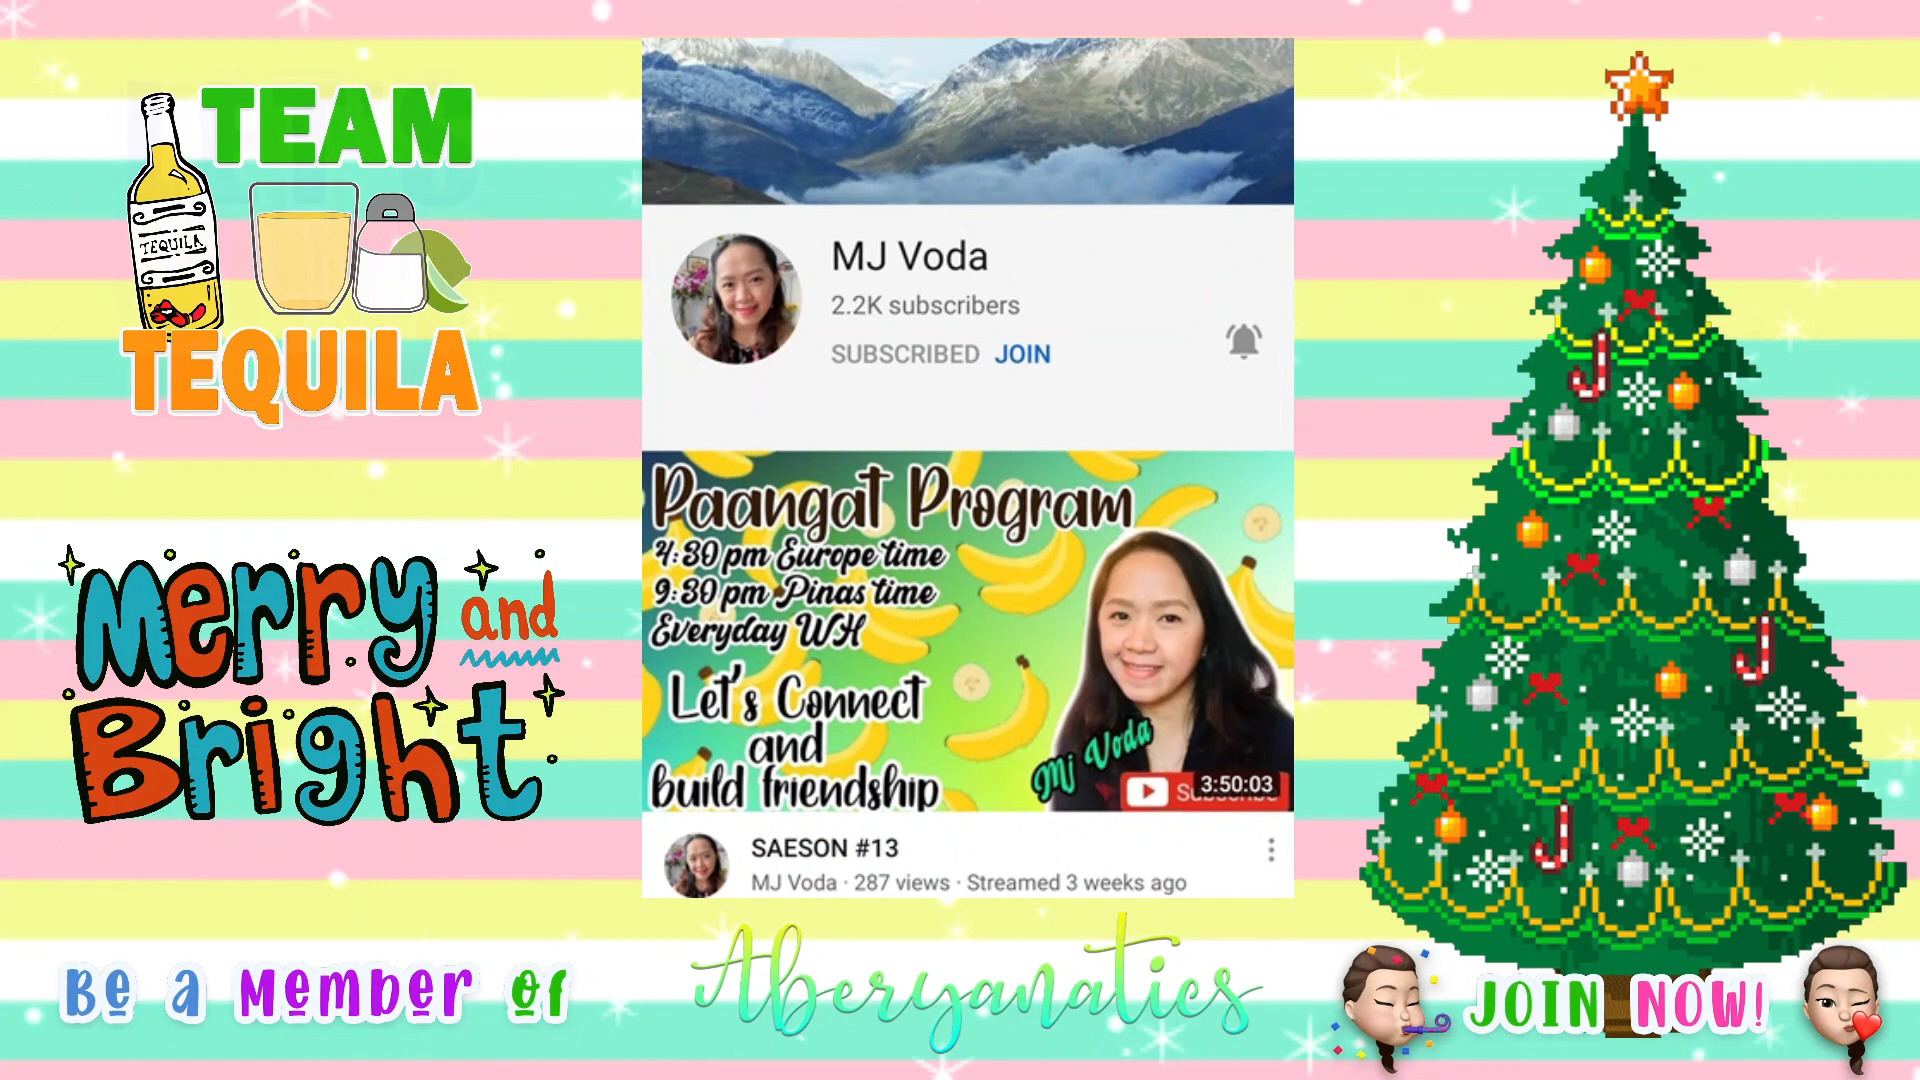 TEAM
TEQUILA
TEQUILA
Merry and
Bright
MJ Voda
2.2K subscribers
SUBSCRIBED JOIN
Paangat Program
4:30 pm Europe time
9:30 pm Pinas time
Everyday WH
Let's Connect
and
build friendship
Mj Voda
Subscribe
3:50:03
SAESON #13
MJ Voda · 287 views · Streamed 3 weeks ago
Be a Member of
Aberyanatics
JOIN NOW!